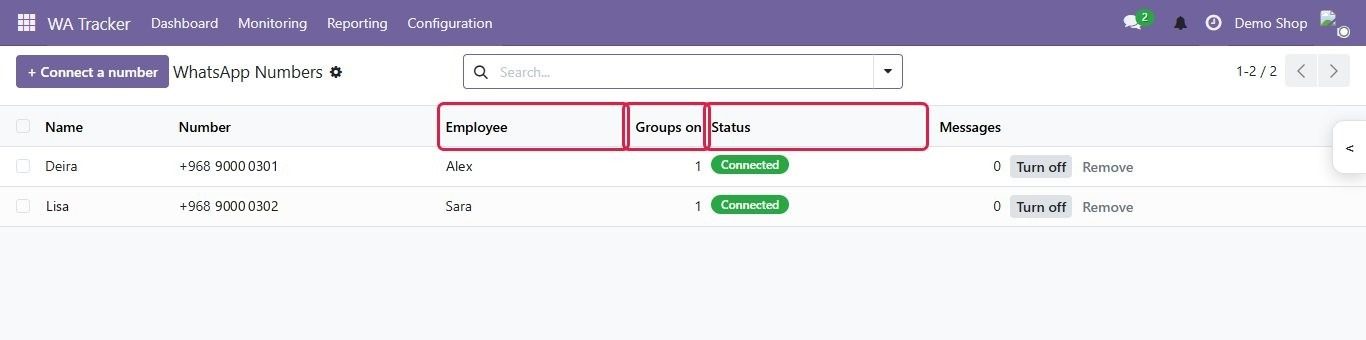 WA Tracker Dashboard Monitoring Reporting Configuration 2 Demo Shop
+ Connect a number WhatsApp Numbers Search... 1-2 / 2
Name Number Employee Groups on Status Messages
Deira +968 9000 0301 Alex 1 Connected 0 Turn off Remove
Lisa +968 9000 0302 Sara 1 Connected 0 Turn off Remove